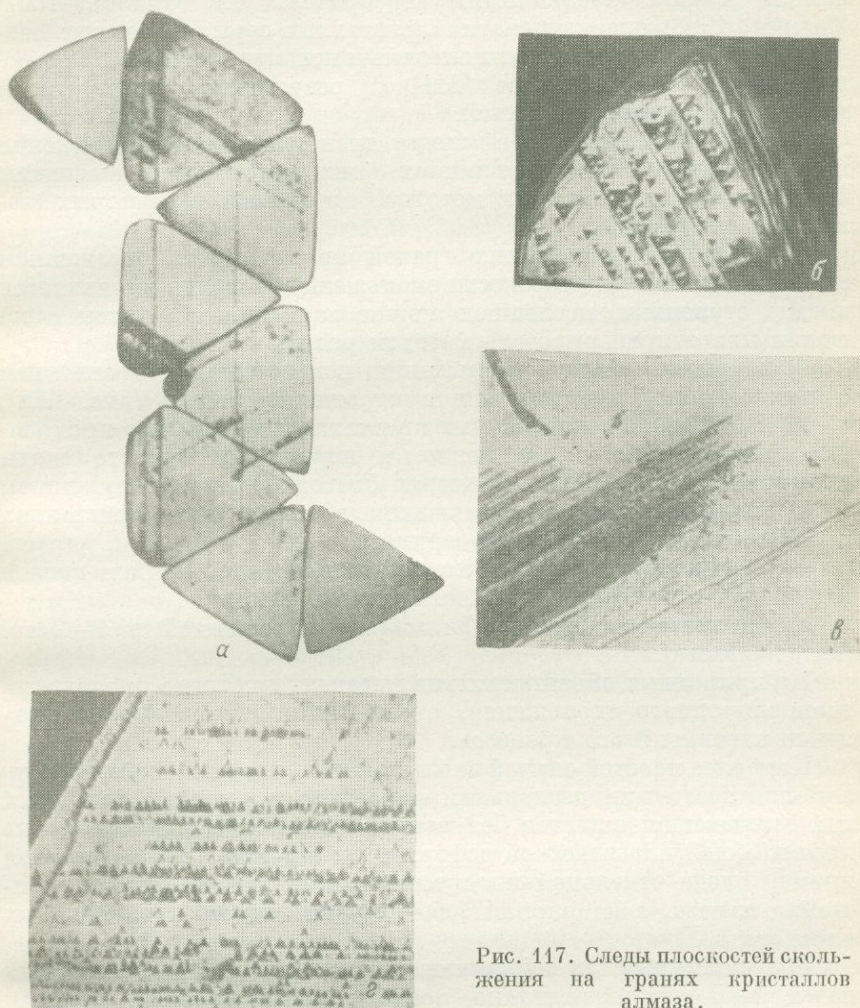 а
б
в
г
Рис. 117. Следы плоскостей сколь-
жения на гранях кристаллов
алмаза.